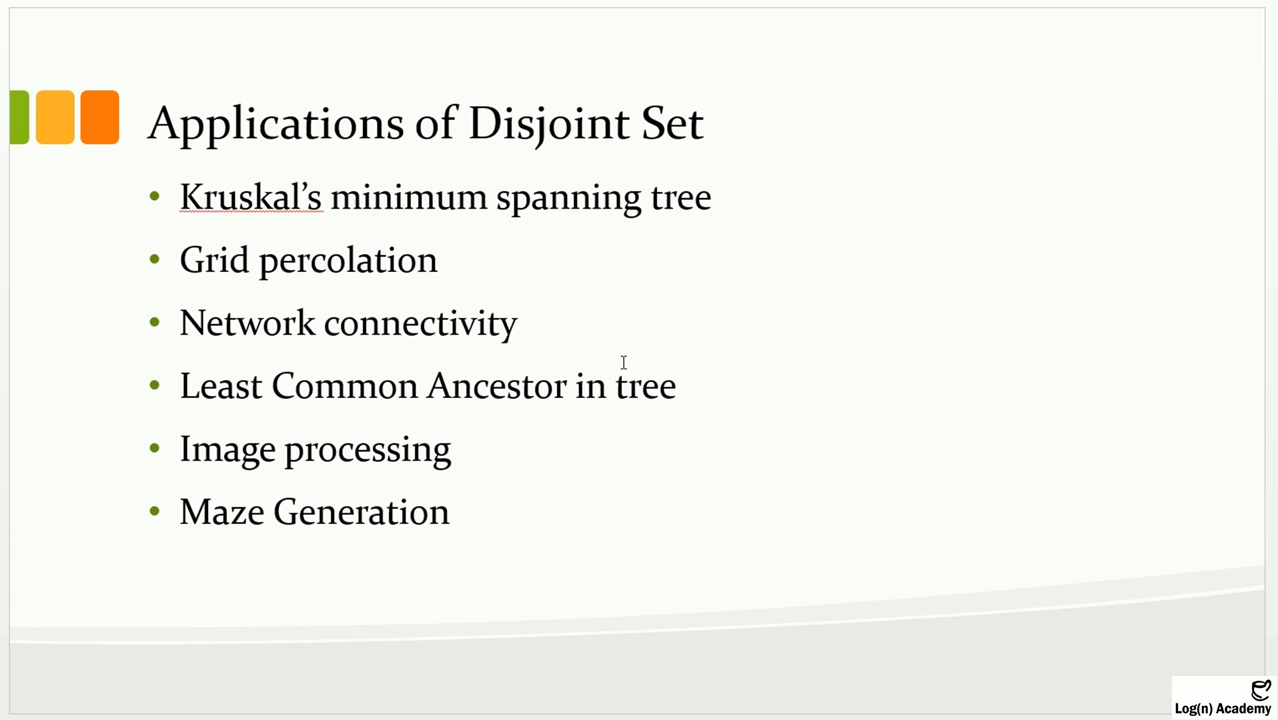 Applications of Disjoint Set
• Kruskal’s minimum spanning tree
• Grid percolation
• Network connectivity
• Least Common Ancestor in tree
• Image processing
• Maze Generation
Log(n) Academy